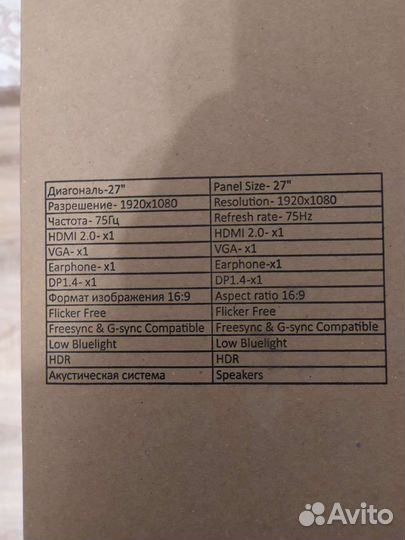 Диагональ-27" Panel Size- 27"
Разрешение- 1920x1080 Resolution - 1920x1080
Частота- 75Гц Refresh rate- 75Hz
HDMI 2.0- x1 HDMI 2.0- x1
VGA- x1 VGA- x1
Earphone-x1 Earphone-x1
DP1.4-x1 DP1.4-x1
Формат изображения 16:9 Aspect ratio 16:9
Flicker Free Flicker Free
Freesync & G-sync Compatible Freesync & G-sync Compatible
Low Bluelight Low Bluelight
HDR HDR
Акустическая система Speakers
Avito